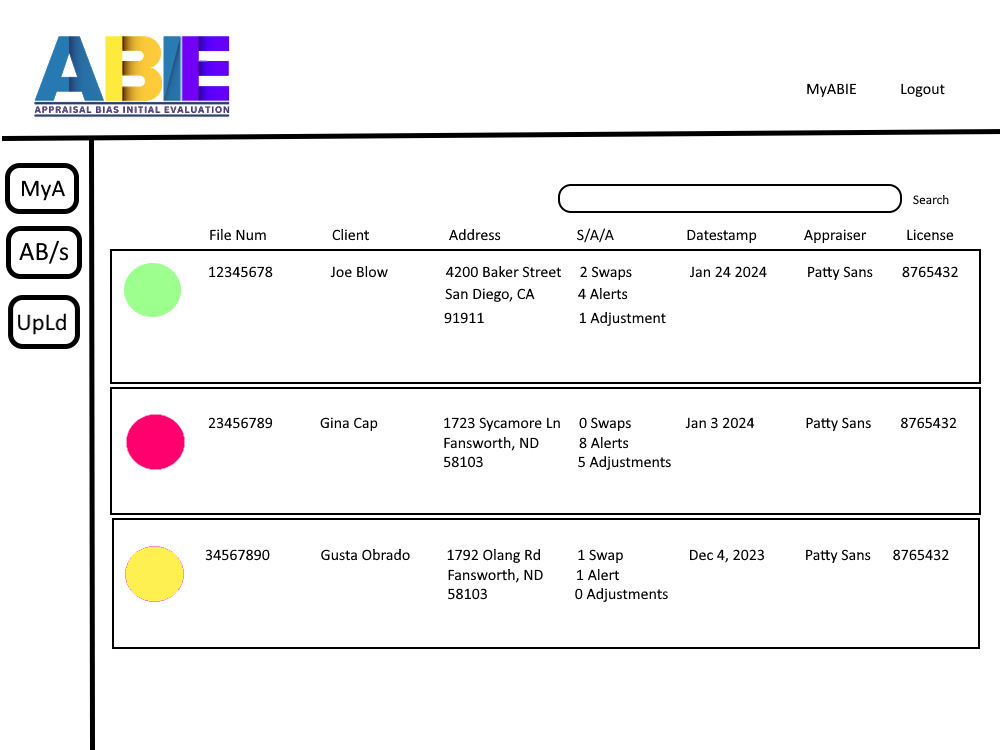 ABIE
APPRAISAL BIAS INITIAL EVALUATION
MyABIE Logout
MyA
AB/s
UpLd
Search
File Num Client Address S/A/A Datestamp Appraiser License
12345678 Joe Blow 4200 Baker Street 2 Swaps Jan 24 2024 Patty Sans 8765432
San Diego, CA 4 Alerts
91911 1 Adjustment
23456789 Gina Cap 1723 Sycamore Ln 0 Swaps Jan 3 2024 Patty Sans 8765432
Fansworth, ND 8 Alerts
58103 5 Adjustments
34567890 Gusta Obrado 1792 Olang Rd 1 Swap Dec 4, 2023 Patty Sans 8765432
Fansworth, ND 1 Alert
58103 0 Adjustments